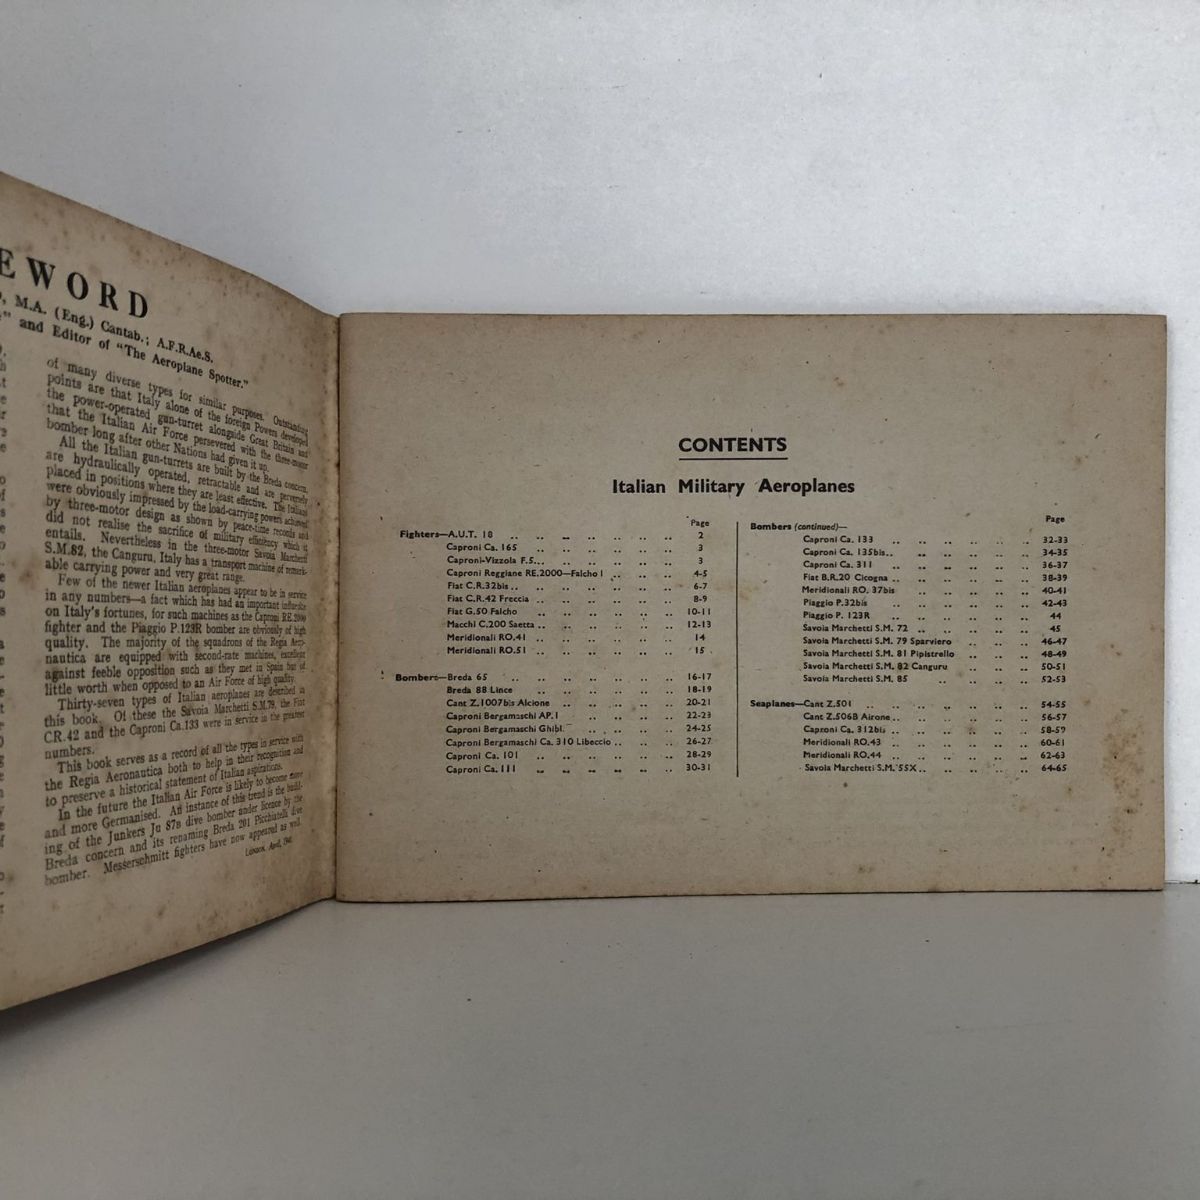 EWORD
, M.A. (Eng.) Cantab.; A.F.R.Ae.S.
" and Editor of "The Aeroplane Spotter."
of many diverse types for similar purposes. Outstanding
points are that Italy alone of the foreign Powers developed
the power-operated gun-turret alongside Great Britain and
that the Italian Air Force persevered with the three-motor
bomber long after other Nations had given it up.
All the Italian gun-turrets are built by the Breda concern,
are hydraulically operated, retractable and are perversely
placed in positions where they are least effective. The Italians
were obviously impressed by the load-carrying powers achieved
by three-motor design as shown by peace-time records and
did not realise the sacrifice of military efficiency which it
entails. Nevertheless in the three-motor Savoia Marchetti
S.M.82, the Canguru, Italy has a transport machine of remark-
able carrying power and very great range.
Few of the newer Italian aeroplanes appear to be in service
in any numbers—a fact which has had an important influence
on Italy's fortunes, for such machines as the Caproni RE.2000
fighter and the Piaggio P.123R bomber are obviously of high
quality. The majority of the squadrons of the Regia Aero-
nautica are equipped with second-rate machines, excellent
against feeble opposition such as they met in Spain but of
little worth when opposed to an Air Force of high quality.
Thirty-seven types of Italian aeroplanes are described in
this book. Of these the Savoia Marchetti S.M.79, the Fiat
CR.42 and the Caproni Ca.133 were in service in the greatest
numbers.
This book serves as a record of all the types in service with
the Regia Aeronautica both to help in their recognition and
to preserve a historical statement of Italian aspirations.
In the future the Italian Air Force is likely to become more
and more Germanised. An instance of this trend is the build-
ing of the Junkers Ju 87B dive bomber under licence by the
Breda concern and its renaming Breda 201 Picchiatelli dive
bomber. Messerschmitt fighters have now appeared as well.
London, April,
CONTENTS
Italian Military Aeroplanes
Page
Fighters—A.U.T. 18 .. .. .. .. .. .. .. 2
Caproni Ca. 165 .. .. .. .. .. .. 3
Caproni-Vizzola F.5... .. .. .. .. .. 3
Caproni Reggiane RE.2000—Falcho I .. .. .. 4-5
Fiat C.R.32bis .. .. .. .. .. .. .. 6-7
Fiat C.R.42 Freccia .. .. .. .. .. .. 8-9
Fiat G.50 Falcho .. .. .. .. .. .. 10-11
Macchi C.200 Saetta .. .. .. .. .. .. 12-13
Meridionali RO.41 .. .. .. .. .. .. 14
Meridionali RO.51 .. .. .. .. .. .. 15
Bombers—Breda 65 .. .. .. .. .. .. .. 16-17
Breda 88 Lince .. .. .. .. .. .. 18-19
Cant Z.1007bis Alcione .. .. .. .. .. 20-21
Caproni Bergamaschi AP.1 .. .. .. .. .. 22-23
Caproni Bergamaschi Ghibl. .. .. .. .. 24-25
Caproni Bergamaschi Ca. 310 Libeccio .. .. .. 26-27
Caproni Ca. 101 .. .. .. .. .. .. 28-29
Caproni Ca. 111 .. .. .. .. .. .. 30-31
Page
Bombers (continued)—
Caproni Ca. 133 .. .. .. .. .. .. 32-33
Caproni Ca. 135bis.. .. .. .. .. .. 34-35
Caproni Ca. 311 .. .. .. .. .. .. 36-37
Fiat B.R.20 Cicogna .. .. .. .. .. .. 38-39
Meridionali RO. 37bis .. .. .. .. .. 40-41
Piaggio P.32bis .. .. .. .. .. .. 42-43
Piaggio P. 123R .. .. .. .. .. .. 44
Savoia Marchetti S.M. 72 .. .. .. .. .. 45
Savoia Marchetti S.M. 79 Sparviero .. .. .. 46-47
Savoia Marchetti S.M. 81 Pipistrello .. .. .. 48-49
Savoia Marchetti S.M. 82 Canguru .. .. .. 50-51
Savoia Marchetti S.M. 85 .. .. .. .. 52-53
Seaplanes—Cant Z.501 .. .. .. .. .. .. .. 54-55
Cant Z.506B Airone .. .. .. .. .. .. 56-57
Caproni Ca. 312bis .. .. .. .. .. .. 58-59
Meridionali RO.43 .. .. .. .. .. .. 60-61
Meridionali RO.44 .. .. .. .. .. .. 62-63
Savoia Marchetti S.M. 55X .. .. .. .. .. 64-65